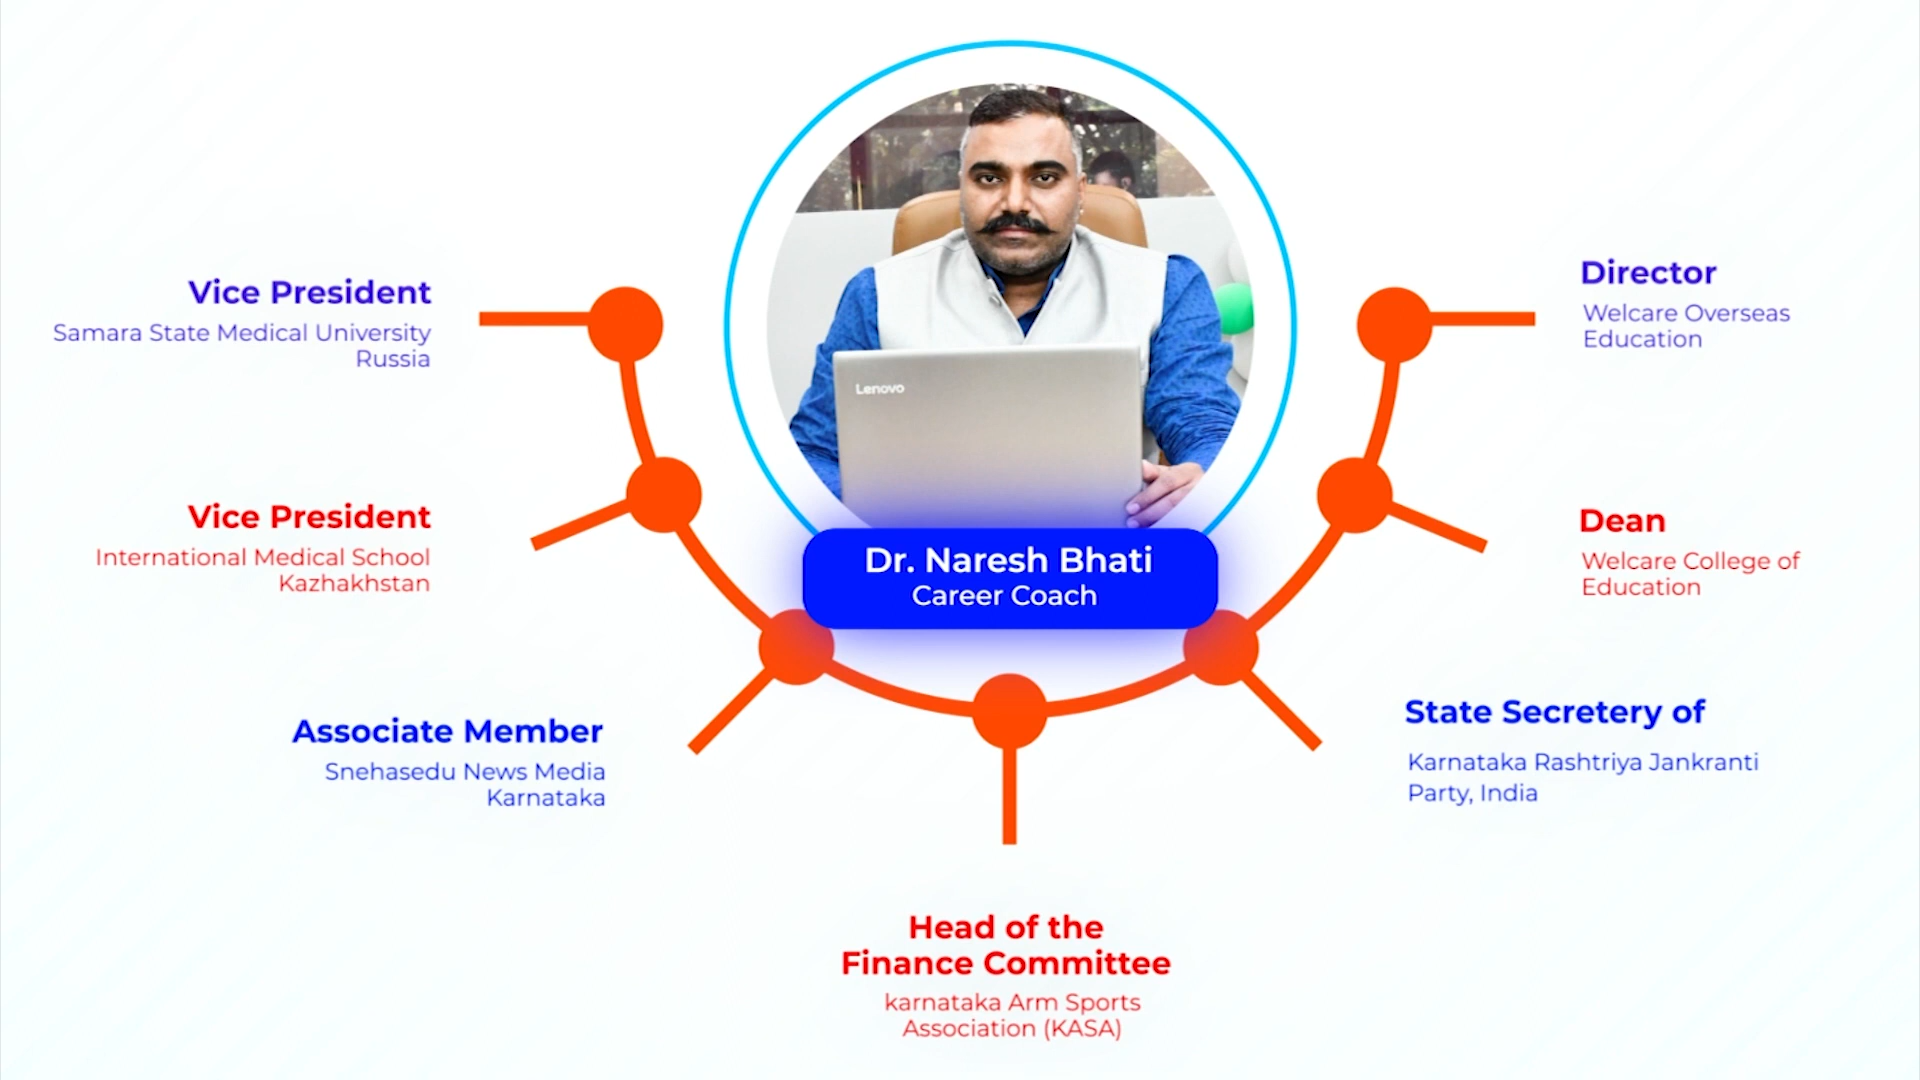 Lenovo
Dr. Naresh Bhati
Career Coach
Vice President
Samara State Medical University
Russia
Vice President
International Medical School
Kazhakhstan
Associate Member
Snehasedu News Media
Karnataka
Head of the
Finance Committee
karnataka Arm Sports
Association (KASA)
Director
Welcare Overseas
Education
Dean
Welcare College of
Education
State Secretery of
Karnataka Rashtriya Jankranti
Party, India